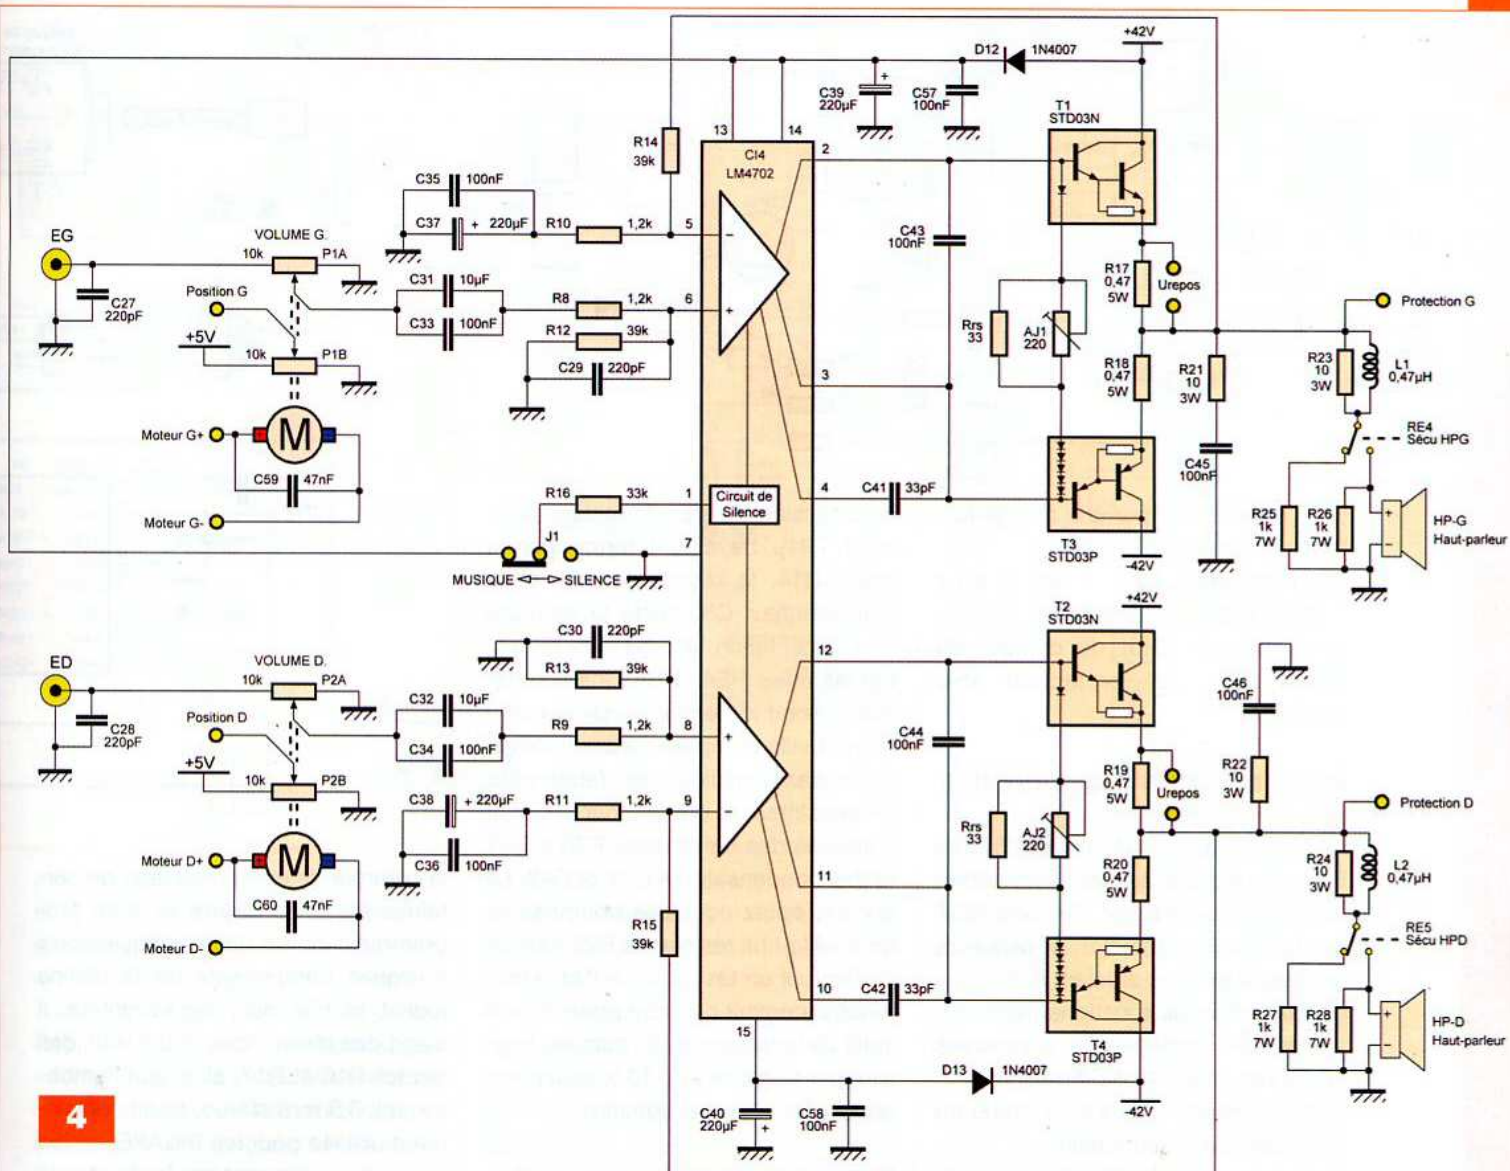 +42V
D12
1N4007
C39
220µF
+
C57
100nF
T1
STD03N
R14
39k
13
14
CI4
LM4702
2
C35
100nF
C37
+ 220µF
R10
1,2k
5
−
C43
100nF
R17
0,47
5W
Urepos
Protection G
EG
VOLUME G.
10k
P1A
C27
220pF
Position G
+5V
10k
P1B
C31
10µF
C33
100nF
R8
1,2k
6
+
R12
39k
C29
220pF
3
Rrs
33
AJ1
220
R18
0,47
5W
R21
10
3W
R23
10
3W
L1
0,47µH
RE4
Sécu HPG
Moteur G+
M
C59
47nF
Moteur G-
C45
100nF
4
C41
33pF
R16
33k
1
Circuit de
Silence
J1
7
MUSIQUE
SILENCE
T3
STD03P
-42V
R25
1k
7W
R26
1k
7W
+
−
HP-G
Haut-parleur
+42V
T2
STD03N
C30
220pF
R13
39k
12
ED
VOLUME D.
10k
P2A
C28
220pF
Position D
+5V
10k
P2B
C32
10µF
C34
100nF
R9
1,2k
8
+
C38
+ 220µF
C36
100nF
R11
1,2k
9
−
C44
100nF
R19
0,47
5W
Urepos
C46
100nF
R22
10
3W
Protection D
Rrs
33
AJ2
220
R20
0,47
5W
R24
10
3W
L2
0,47µH
RE5
Sécu HPD
11
Moteur D+
M
C60
47nF
Moteur D-
R15
39k
10
C42
33pF
15
T4
STD03P
-42V
R27
1k
7W
R28
1k
7W
+
−
HP-D
Haut-parleur
D13
1N4007
C40
220µF
+
C58
100nF
4